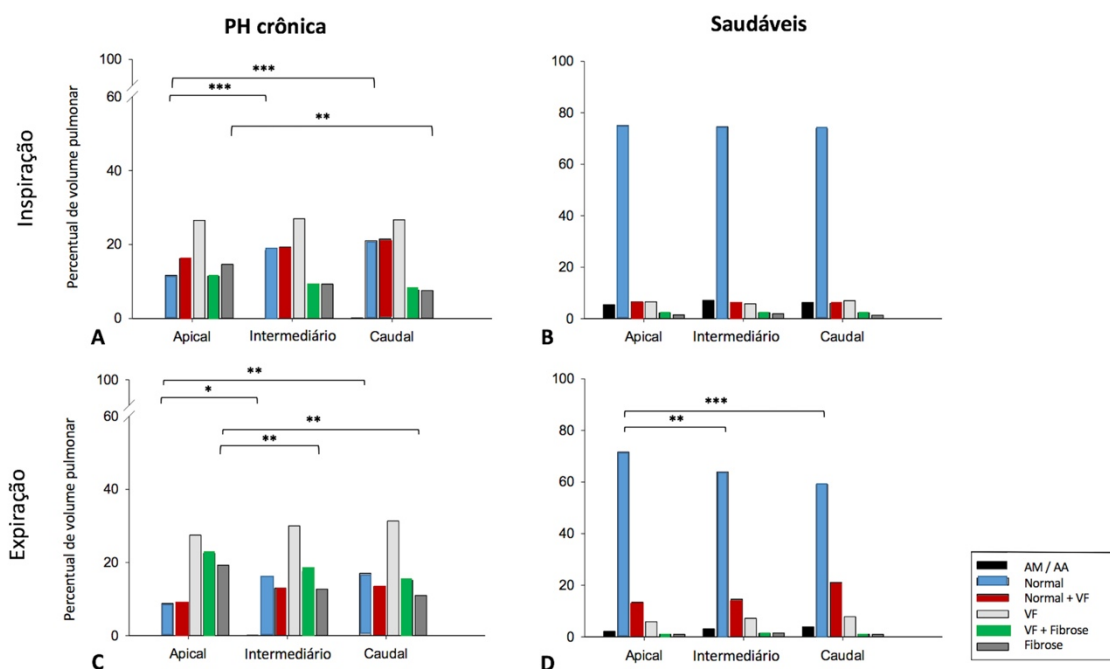 PH crônica
Saudáveis
Inspiração
Percentual de volume pulmonar
100
60
40
20
0
***
***
**
Apical Intermediário Caudal
A
100
80
60
40
20
0
Apical Intermediário Caudal
B
Expiração
Percentual de volume pulmonar
100
60
40
20
0
**
*
**
**
Apical Intermediário Caudal
C
100
80
60
40
20
0
***
**
Apical Intermediário Caudal
D
AM / AA
Normal
Normal + VF
VF
VF + Fibrose
Fibrose